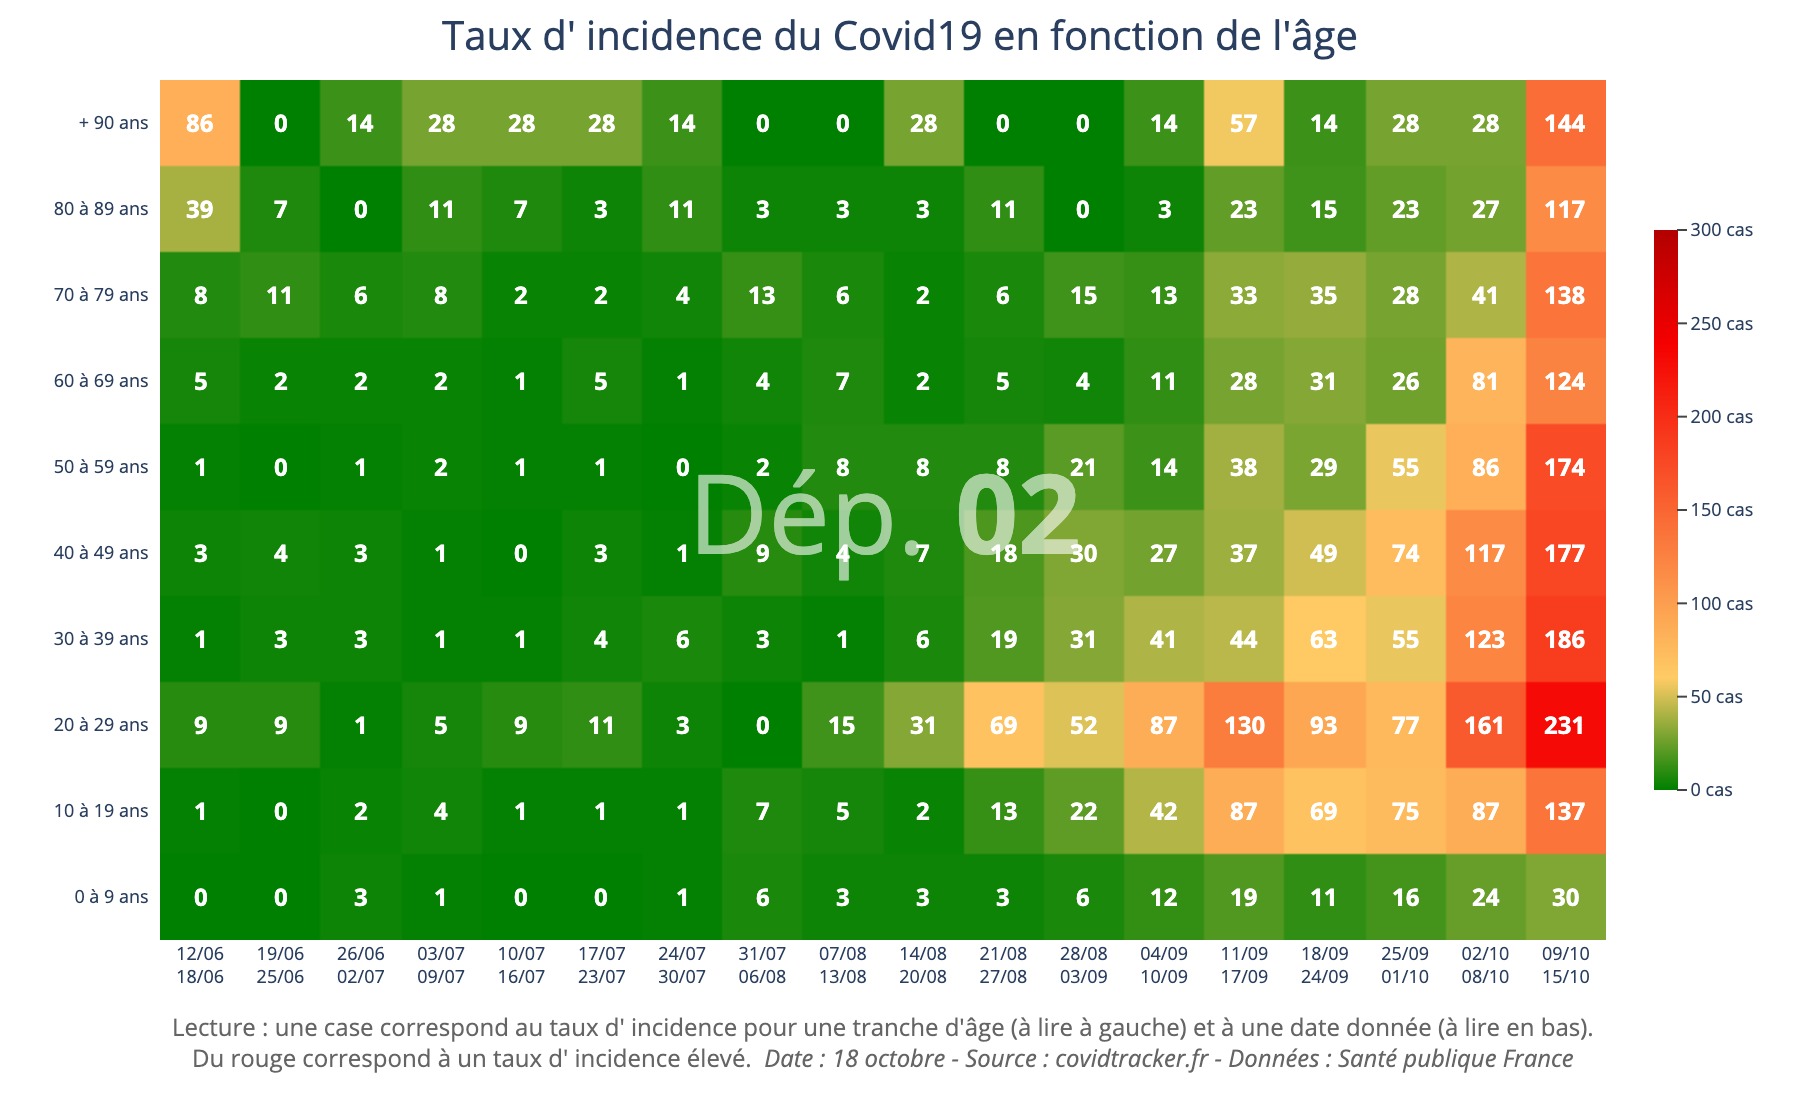 Taux d' incidence du Covid19 en fonction de l'âge
+ 90 ans 86 0 14 28 28 28 14 0 0 28 0 0 14 57 14 28 28 144
80 à 89 ans 39 7 0 11 7 3 11 3 3 3 11 0 3 23 15 23 27 117
70 à 79 ans 8 11 6 8 2 2 4 13 6 2 6 15 13 33 35 28 41 138
60 à 69 ans 5 2 2 2 1 5 1 4 7 2 5 4 11 28 31 26 81 124
50 à 59 ans 1 0 1 2 1 1 0 2 8 8 8 21 14 38 29 55 86 174
Dép. 02
40 à 49 ans 3 4 3 1 0 3 1 9 4 7 18 30 27 37 49 74 117 177
30 à 39 ans 1 3 3 1 1 4 6 3 1 6 19 31 41 44 63 55 123 186
20 à 29 ans 9 9 1 5 9 11 3 0 15 31 69 52 87 130 93 77 161 231
10 à 19 ans 1 0 2 4 1 1 1 7 5 2 13 22 42 87 69 75 87 137
0 à 9 ans 0 0 3 1 0 0 1 6 3 3 3 6 12 19 11 16 24 30
12/06 19/06 26/06 03/07 10/07 17/07 24/07 31/07 07/08 14/08 21/08 28/08 04/09 11/09 18/09 25/09 02/10 09/10
18/06 25/06 02/07 09/07 16/07 23/07 30/07 06/08 13/08 20/08 27/08 03/09 10/09 17/09 24/09 01/10 08/10 15/10
300 cas
250 cas
200 cas
150 cas
100 cas
50 cas
0 cas
Lecture : une case correspond au taux d' incidence pour une tranche d'âge (à lire à gauche) et à une date donnée (à lire en bas).
Du rouge correspond à un taux d' incidence élevé. Date : 18 octobre - Source : covidtracker.fr - Données : Santé publique France